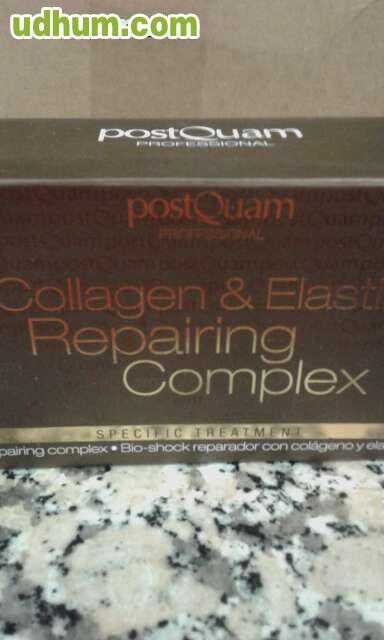 udhum.com
postQuam
PROFESSIONAL
postQuam
PROFESSIONAL
Collagen & Elasti
Repairing
Complex
SPECIFIC TREATMENT
pairing complex • Bio-shock reparador con colágeno y ela